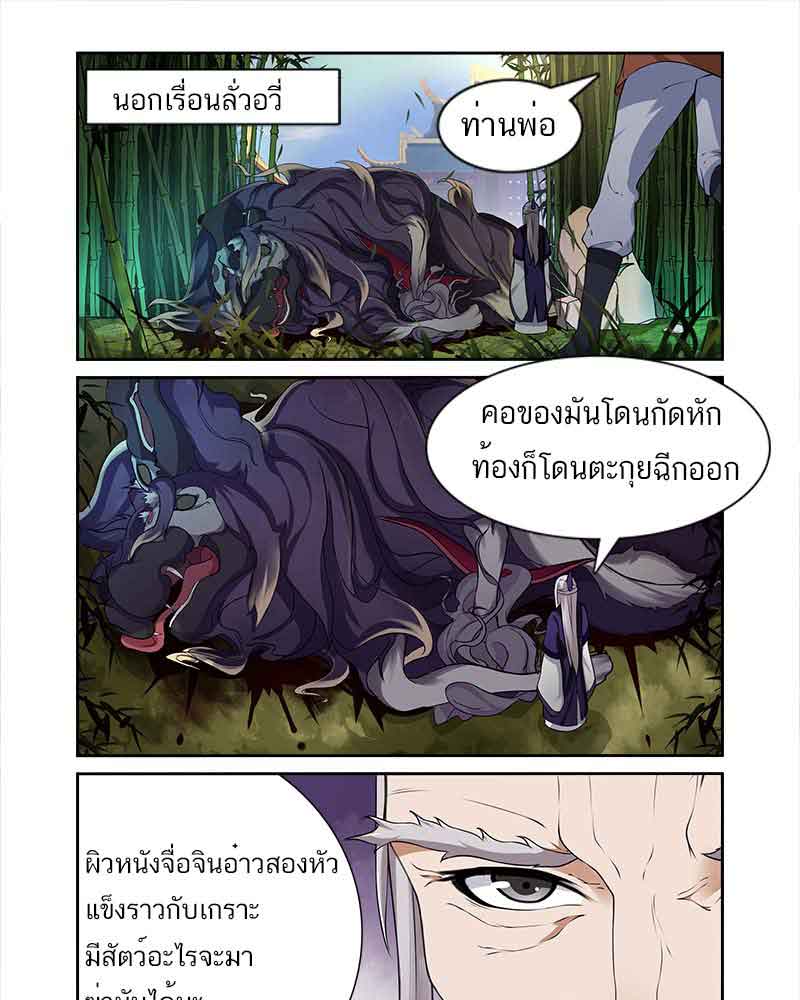 นอกเรื่อนลั่วอวี่
ท่านพ่อ
คอของมันโดนกัดหัก
ท้องก็โดนตะกุยฉีกออก
ผิวหนังจื่อจินอ๋าวสองหัว
แข็งราวกับเกราะ
มีสัตว์อะไรจะมา